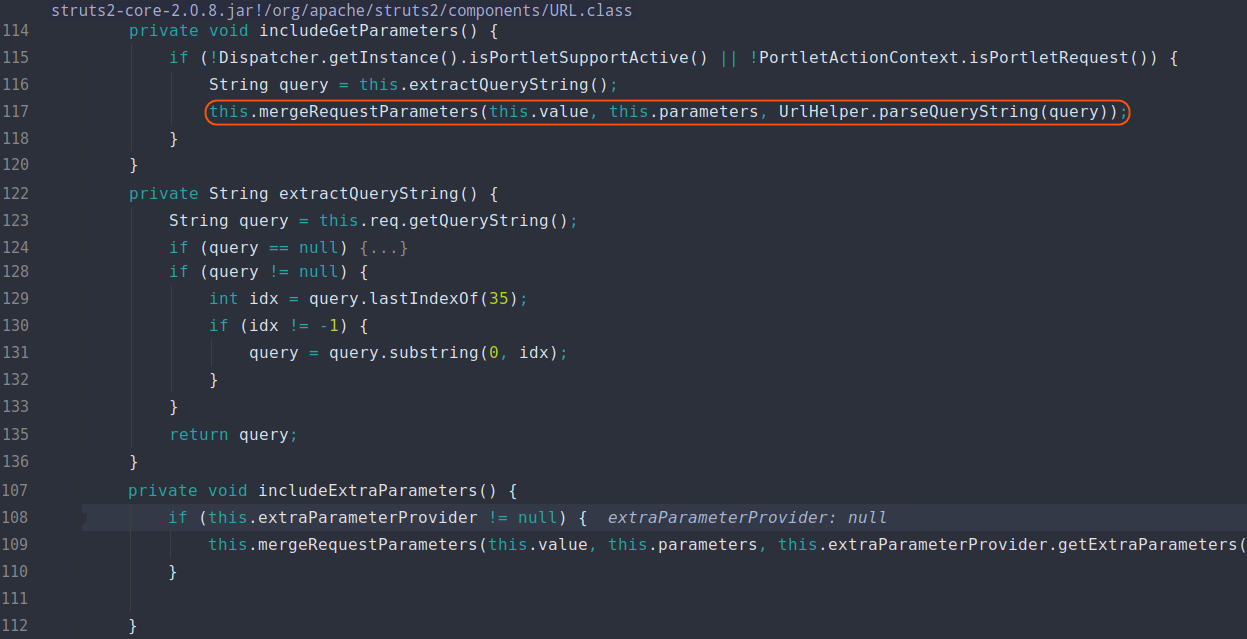 struts2-core-2.0.8.jar!/org/apache/struts2/components/URL.class
114 private void includeGetParameters() {
115 if (!Dispatcher.getInstance().isPortletSupportActive() || !PortletActionContext.isPortletRequest()) {
116 String query = this.extractQueryString();
117 this.mergeRequestParameters(this.value, this.parameters, UrlHelper.parseQueryString(query));
118 }
120 }
122 private String extractQueryString() {
123 String query = this.req.getQueryString();
124 if (query == null) {...}
128 if (query != null) {
129 int idx = query.lastIndexOf(35);
130 if (idx != -1) {
131 query = query.substring(0, idx);
132 }
133 }
135 return query;
136 }
107 private void includeExtraParameters() {
108 if (this.extraParameterProvider != null) { extraParameterProvider: null
109 this.mergeRequestParameters(this.value, this.parameters, this.extraParameterProvider.getExtraParameters(
110 }
111
112 }